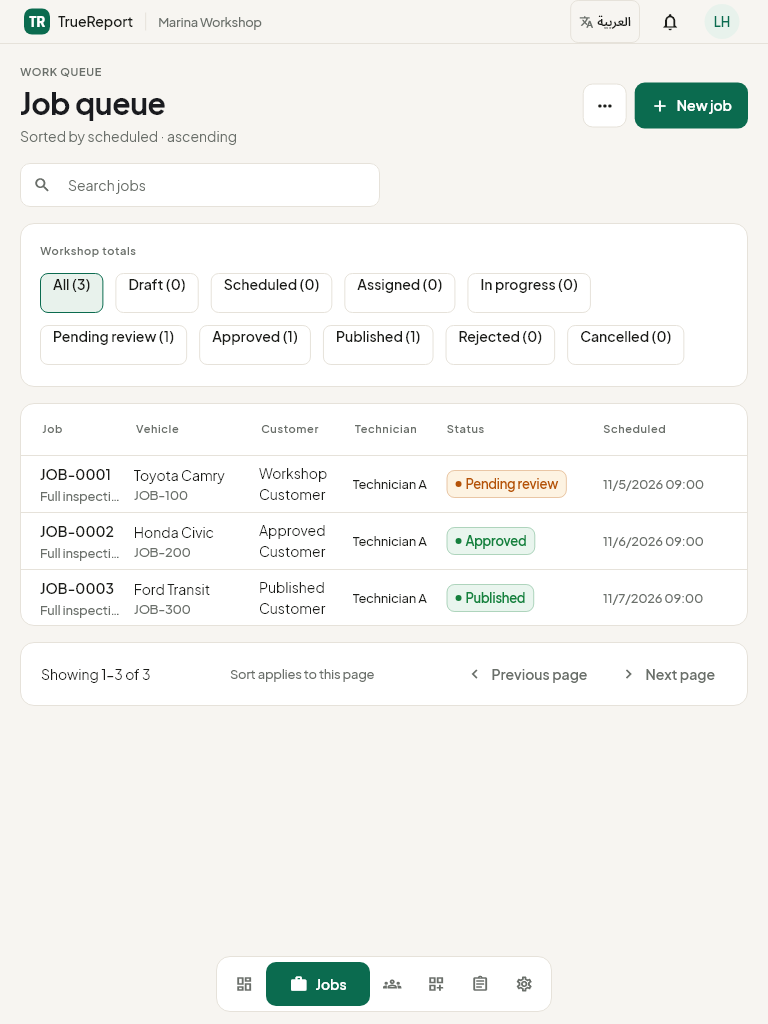 TR TrueReport Marina Workshop العربية LH
WORK QUEUE
Job queue
Sorted by scheduled · ascending
New job
Search jobs
Workshop totals
All (3) Draft (0) Scheduled (0) Assigned (0) In progress (0)
Pending review (1) Approved (1) Published (1) Rejected (0) Cancelled (0)
Job Vehicle Customer Technician Status Scheduled
JOB-0001 Toyota Camry Workshop Customer Technician A Pending review 11/5/2026 09:00
Full inspecti... JOB-100
JOB-0002 Honda Civic Approved Customer Technician A Approved 11/6/2026 09:00
Full inspecti... JOB-200
JOB-0003 Ford Transit Published Customer Technician A Published 11/7/2026 09:00
Full inspecti... JOB-300
Showing 1–3 of 3 Sort applies to this page Previous page Next page
Jobs